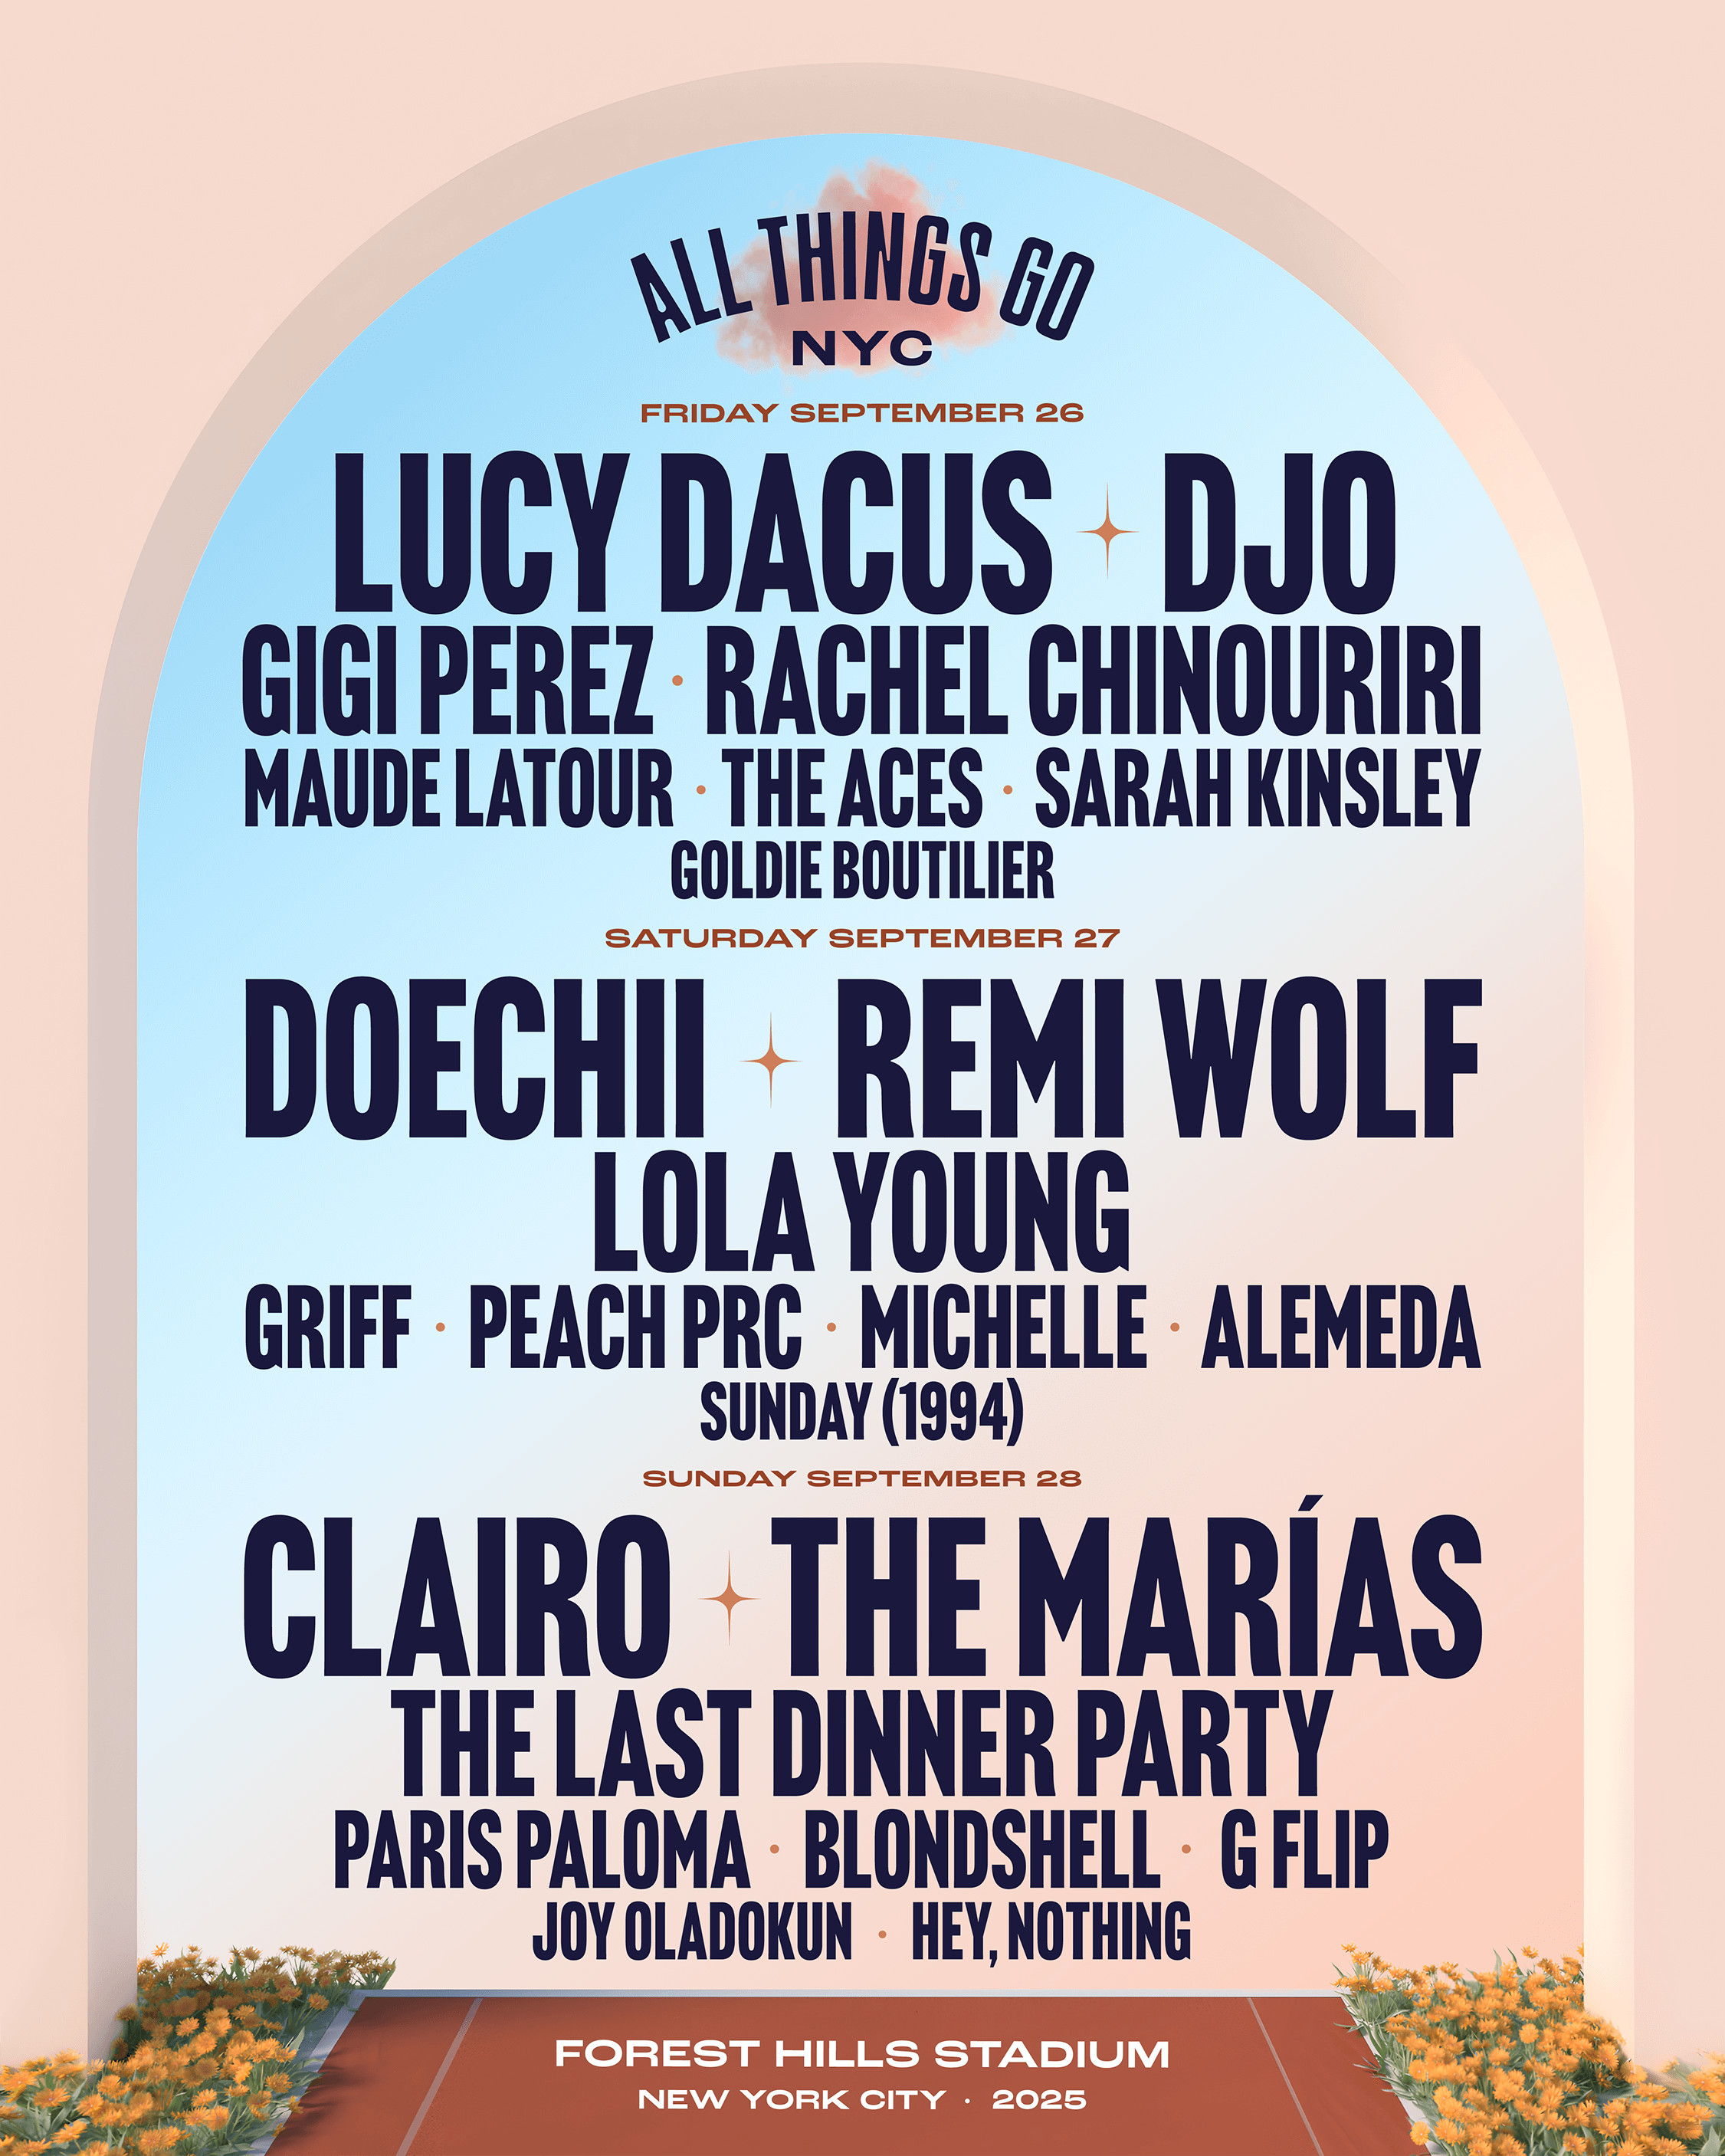 ALL THINGS GO
NYC
FRIDAY SEPTEMBER 26
LUCY DACUS DJO
GIGI PEREZ · RACHEL CHINOURIRI
MAUDE LATOUR · THE ACES · SARAH KINSLEY
GOLDIE BOUTILIER
SATURDAY SEPTEMBER 27
DOECHII REMI WOLF
LOLA YOUNG
GRIFF · PEACH PRC · MICHELLE · ALEMEDA
SUNDAY (1994)
SUNDAY SEPTEMBER 28
CLAIRO THE MARÍAS
THE LAST DINNER PARTY
PARIS PALOMA · BLONDSHELL · G FLIP
JOY OLADOKUN · HEY, NOTHING
FOREST HILLS STADIUM
NEW YORK CITY · 2025